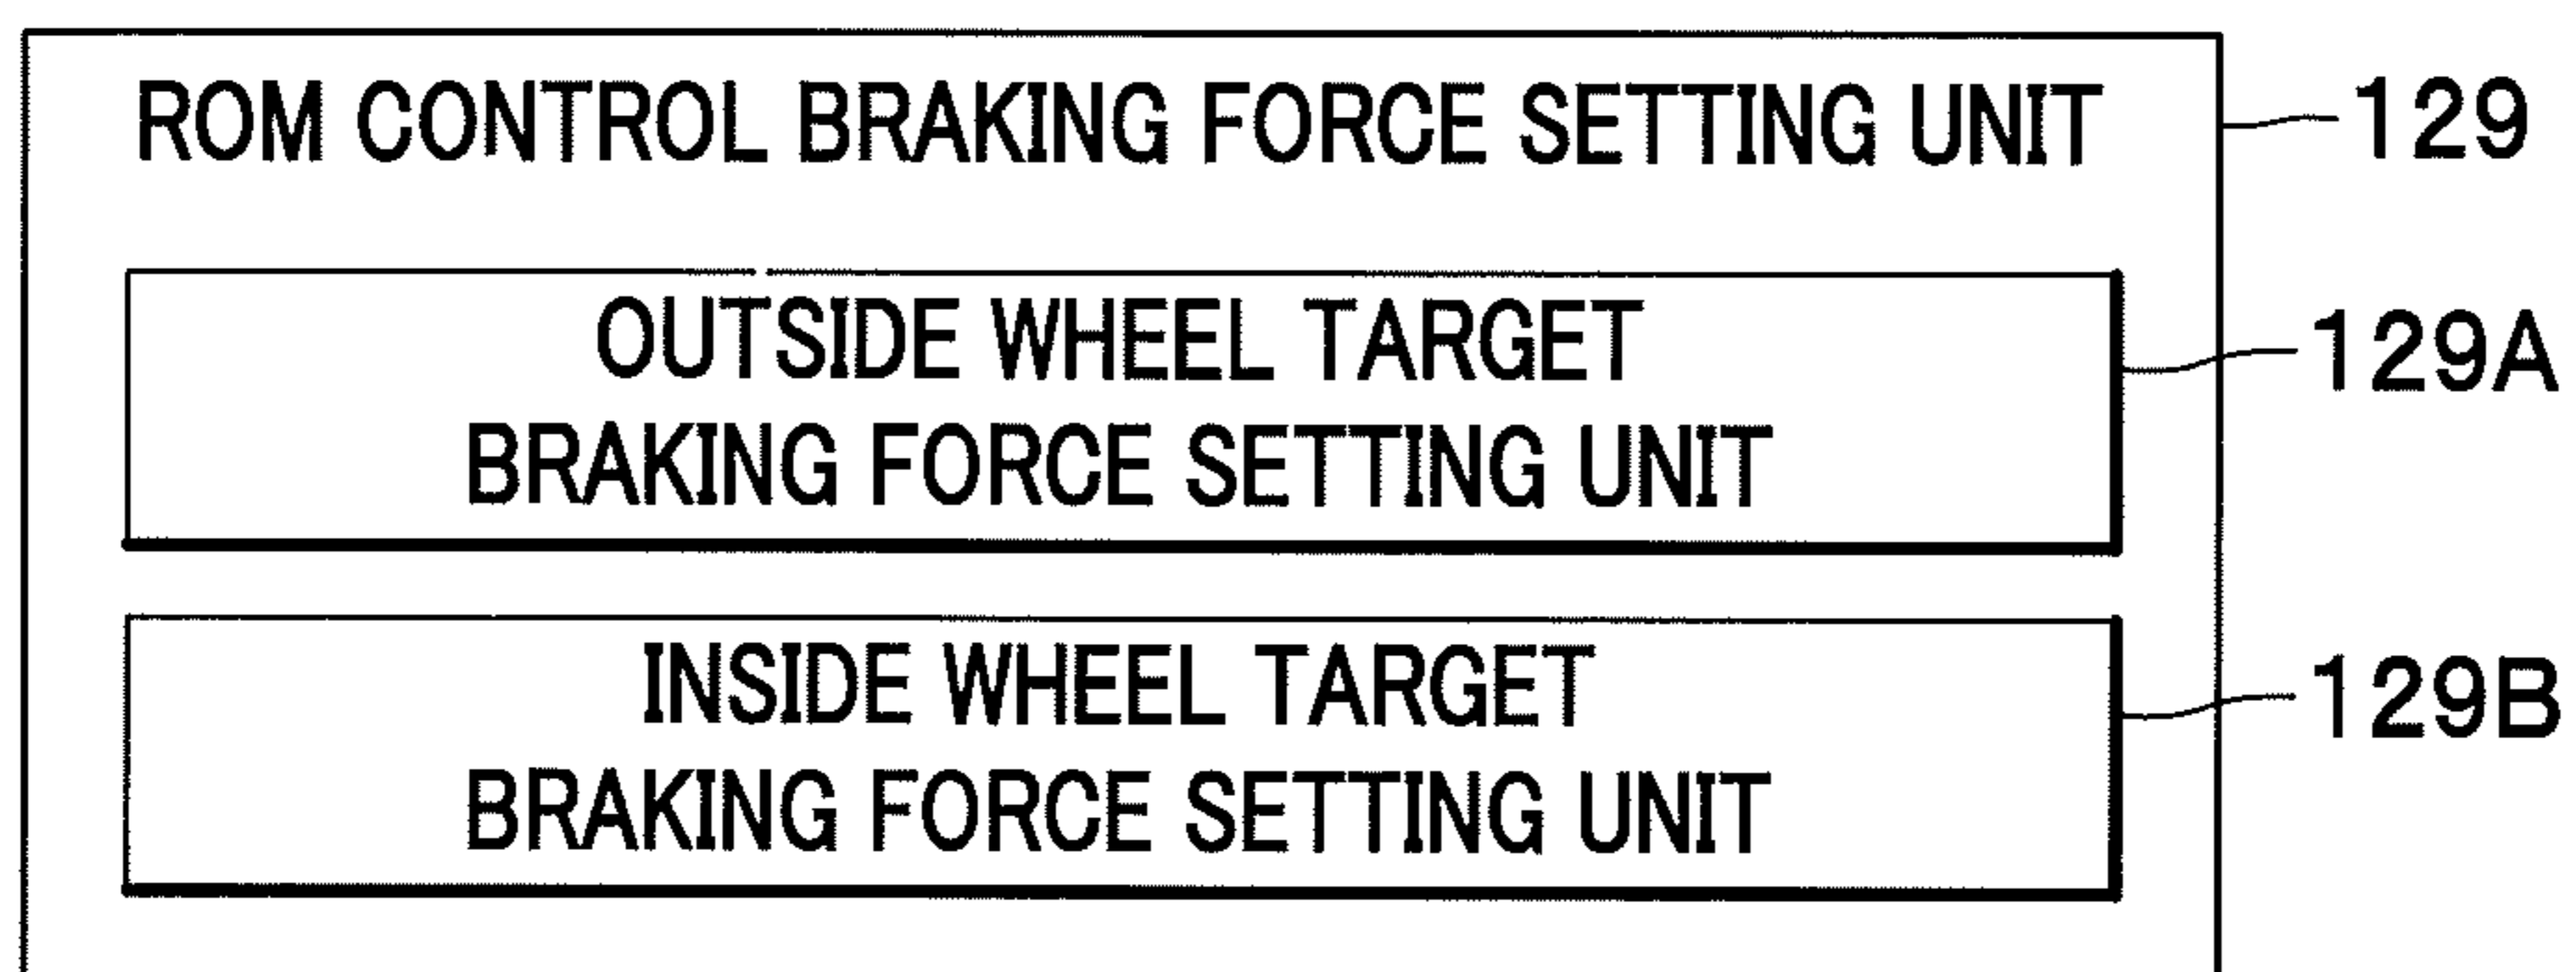 ROM CONTROL BRAKING FORCE SETTING UNIT
129
OUTSIDE WHEEL TARGET
BRAKING FORCE SETTING UNIT
129A
INSIDE WHEEL TARGET
BRAKING FORCE SETTING UNIT
129B